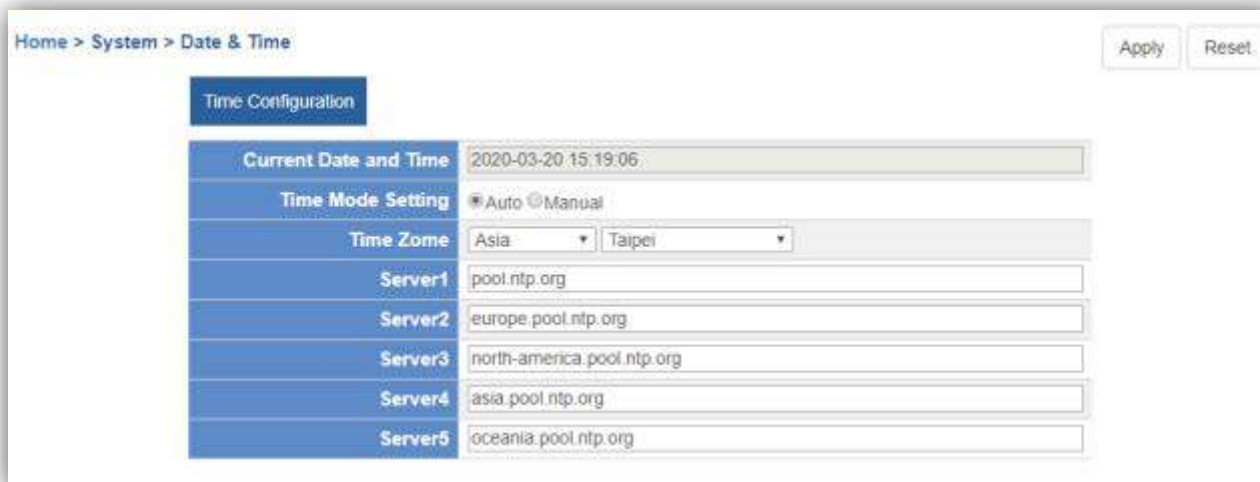 Home > System > Date & Time
Apply Reset
Time Configuration
Current Date and Time 2020-03-20 15:19:06
Time Mode Setting Auto Manual
Time Zome Asia Taipei
Server1 pool.ntp.org
Server2 europe.pool.ntp.org
Server3 north-america.pool.ntp.org
Server4 asia.pool.ntp.org
Server5 oceania.pool.ntp.org